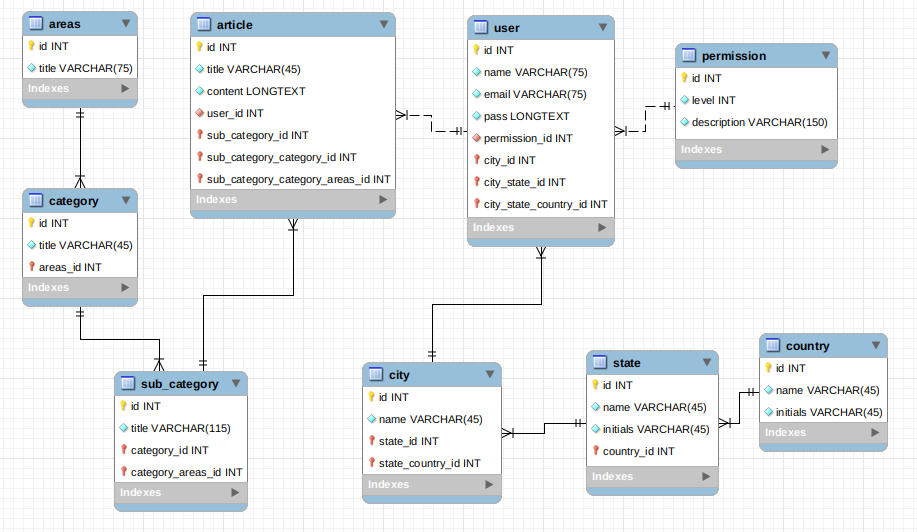 areas
id INT
title VARCHAR(75)
Indexes
article
id INT
title VARCHAR(45)
content LONGTEXT
user_id INT
sub_category_id INT
sub_category_category_id INT
sub_category_category_areas_id INT
Indexes
user
id INT
name VARCHAR(75)
email VARCHAR(75)
pass LONGTEXT
permission_id INT
city_id INT
city_state_id INT
city_state_country_id INT
Indexes
permission
id INT
level INT
description VARCHAR(150)
Indexes
category
id INT
title VARCHAR(45)
areas_id INT
Indexes
sub_category
id INT
title VARCHAR(115)
category_id INT
category_areas_id INT
Indexes
city
id INT
name VARCHAR(45)
state_id INT
state_country_id INT
Indexes
state
id INT
name VARCHAR(45)
initials VARCHAR(45)
country_id INT
Indexes
country
id INT
name VARCHAR(45)
initials VARCHAR(45)
Indexes